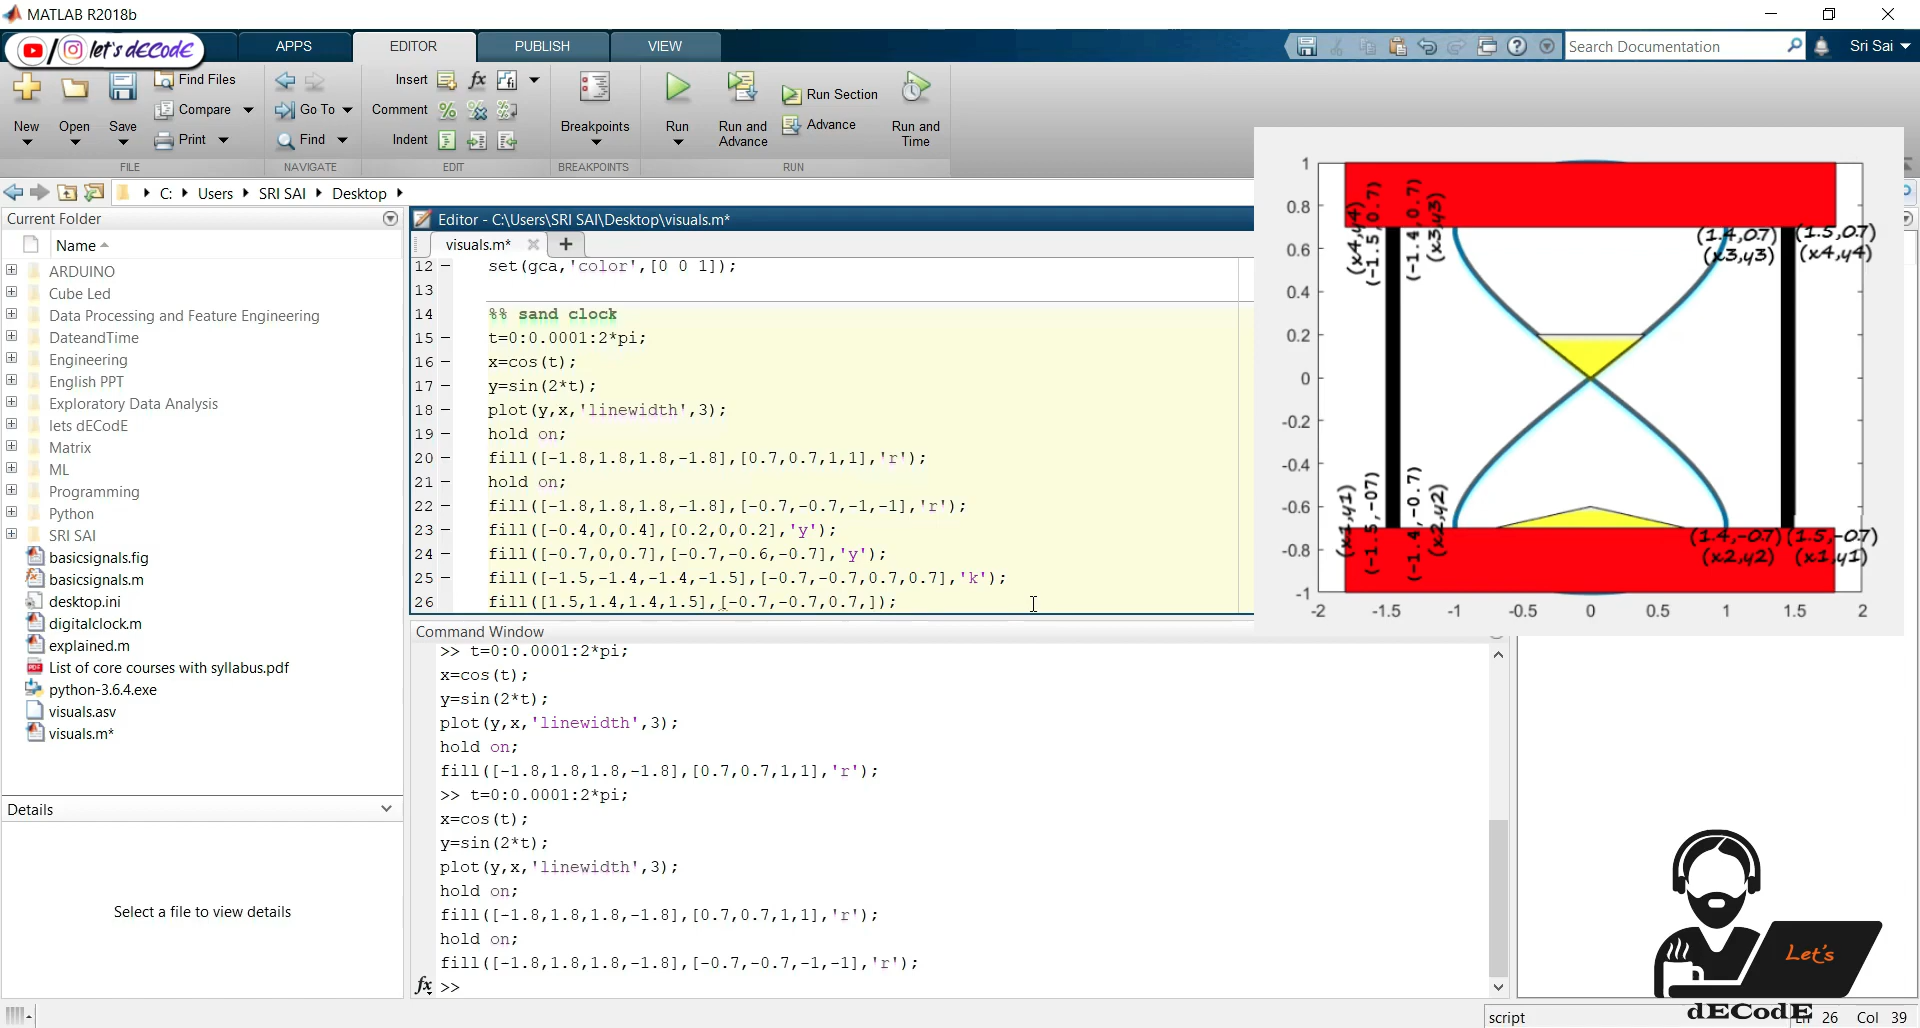 MATLAB R2018b
let's dECodE
APPS
EDITOR
PUBLISH
VIEW
Search Documentation
Sri Sai
New
Open
Save
Find Files
Compare
Print
FILE
Go To
Find
NAVIGATE
Insert
fx
Comment
Indent
EDIT
Breakpoints
BREAKPOINTS
Run
Run and Advance
Run Section
Advance
Run and Time
RUN
C: Users SRI SAI Desktop
Current Folder
Name
ARDUINO
Cube Led
Data Processing and Feature Engineering
DateandTime
Engineering
English PPT
Exploratory Data Analysis
lets dECodE
Matrix
ML
Programming
Python
SRI SAI
basicsignals.fig
basicsignals.m
desktop.ini
digitalclock.m
explained.m
List of core courses with syllabus.pdf
python-3.6.4.exe
visuals.asv
visuals.m*
Details
Select a file to view details
Editor - C:\Users\SRI SAI\Desktop\visuals.m*
visuals.m*
12 – set(gca,'color',[0 0 1]);
13
14 %% sand clock
15 – t=0:0.0001:2*pi;
16 – x=cos(t);
17 – y=sin(2*t);
18 – plot(y,x,'linewidth',3);
19 – hold on;
20 – fill([-1.8,1.8,1.8,-1.8],[0.7,0.7,1,1],'r');
21 – hold on;
22 – fill([-1.8,1.8,1.8,-1.8],[-0.7,-0.7,-1,-1],'r');
23 – fill([-0.4,0,0.4],[0.2,0,0.2],'y');
24 – fill([-0.7,0,0.7],[-0.7,-0.6,-0.7],'y');
25 – fill([-1.5,-1.4,-1.4,-1.5],[-0.7,-0.7,0.7,0.7],'k');
26 fill([1.5,1.4,1.4,1.5],[-0.7,-0.7,0.7,]);
Command Window
>> t=0:0.0001:2*pi;
x=cos(t);
y=sin(2*t);
plot(y,x,'linewidth',3);
hold on;
fill([-1.8,1.8,1.8,-1.8],[0.7,0.7,1,1],'r');
>> t=0:0.0001:2*pi;
x=cos(t);
y=sin(2*t);
plot(y,x,'linewidth',3);
hold on;
fill([-1.8,1.8,1.8,-1.8],[0.7,0.7,1,1],'r');
hold on;
fill([-1.8,1.8,1.8,-1.8],[-0.7,-0.7,-1,-1],'r');
fx >>
1
0.8
0.6
0.4
0.2
0
-0.2
-0.4
-0.6
-0.8
-1
-2 -1.5 -1 -0.5 0 0.5 1 1.5 2
(x4,y4)
(-1.5,0.7)
(-1.4,0.7)
(x3,y3)
(1.4,0.7) (1.5,0.7)
(x3,y3) (x4,y4)
(x1,y1)
(-1.5,-07)
(-1.4,-0.7)
(x2,y2)
(1.4,-0.7) (1.5,-0.7)
(x2,y2) (x1,y1)
Let's
dECodE
script
Ln 26 Col 39